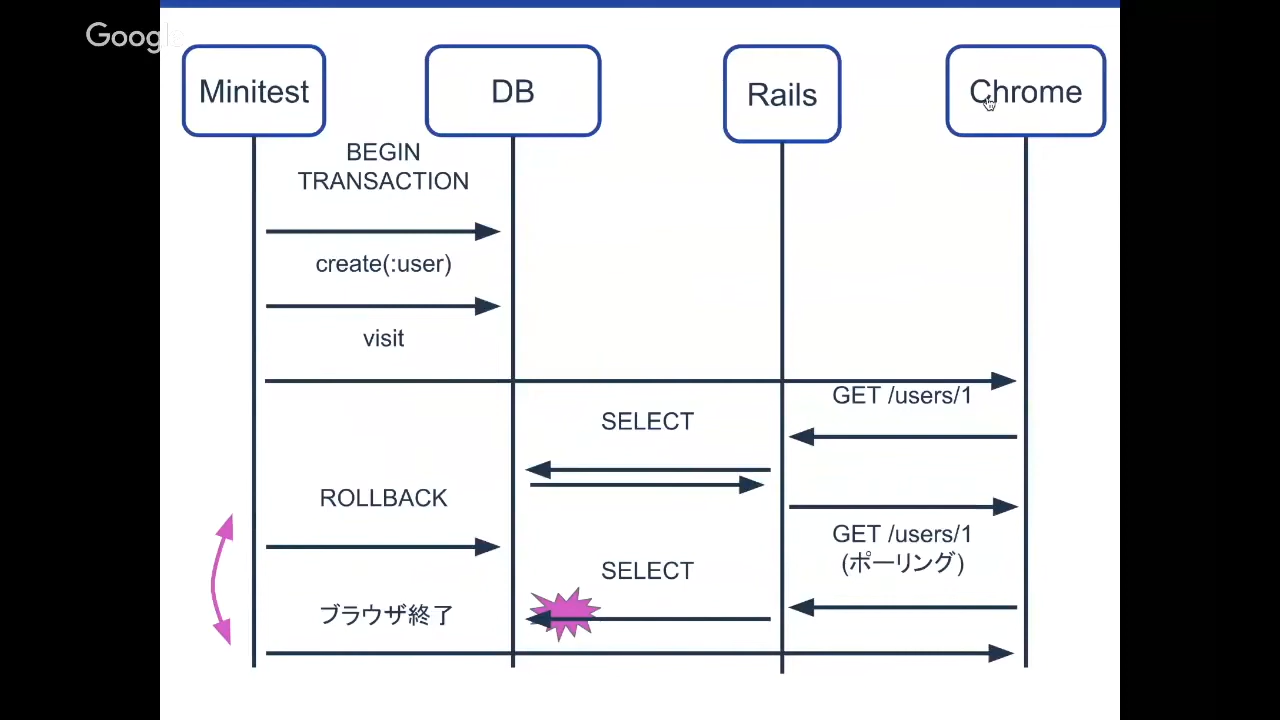 Google
Minitest
DB
Rails
Chrome
BEGIN
TRANSACTION
create(:user)
visit
GET /users/1
SELECT
ROLLBACK
GET /users/1
(ポーリング)
SELECT
ブラウザ終了